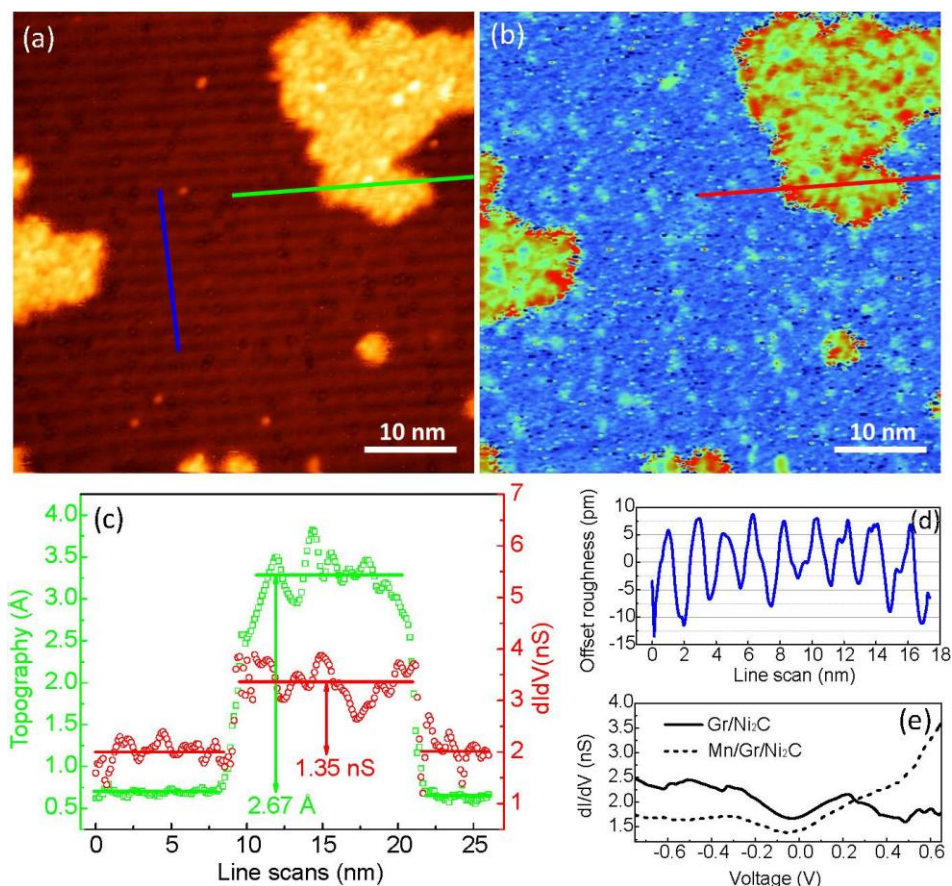 (a)
10 nm
(b)
10 nm
(c)
Topography (Å)
4.0
3.5
3.0
2.5
2.0
1.5
1.0
0.5
7
6
5
4
3
2
1
dIdV(nS)
1.35 nS
2.67 Å
0 5 10 15 20 25
Line scans (nm)
(d)
Offset roughness (pm)
10
5
0
-5
-10
-15
0 2 4 6 8 10 12 14 16 18
Line scan (nm)
(e)
dI/dV (nS)
4.0
3.5
3.0
2.5
2.0
1.5
Gr/Ni₂C
Mn/Gr/Ni₂C
-0.6 -0.4 -0.2 0.0 0.2 0.4 0.6
Voltage (V)